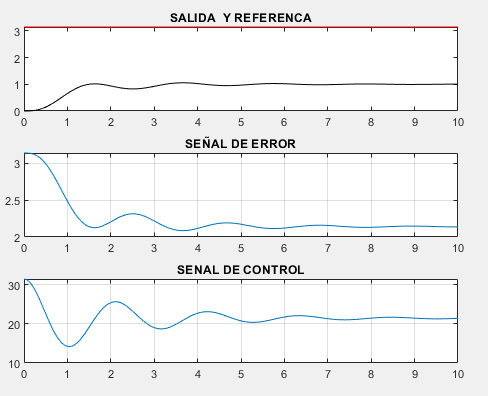 SALIDA Y REFERENCA
3
2
1
0
0 1 2 3 4 5 6 7 8 9 10
SEÑAL DE ERROR
3
2.5
2
0 1 2 3 4 5 6 7 8 9 10
SENAL DE CONTROL
30
20
10
0 1 2 3 4 5 6 7 8 9 10